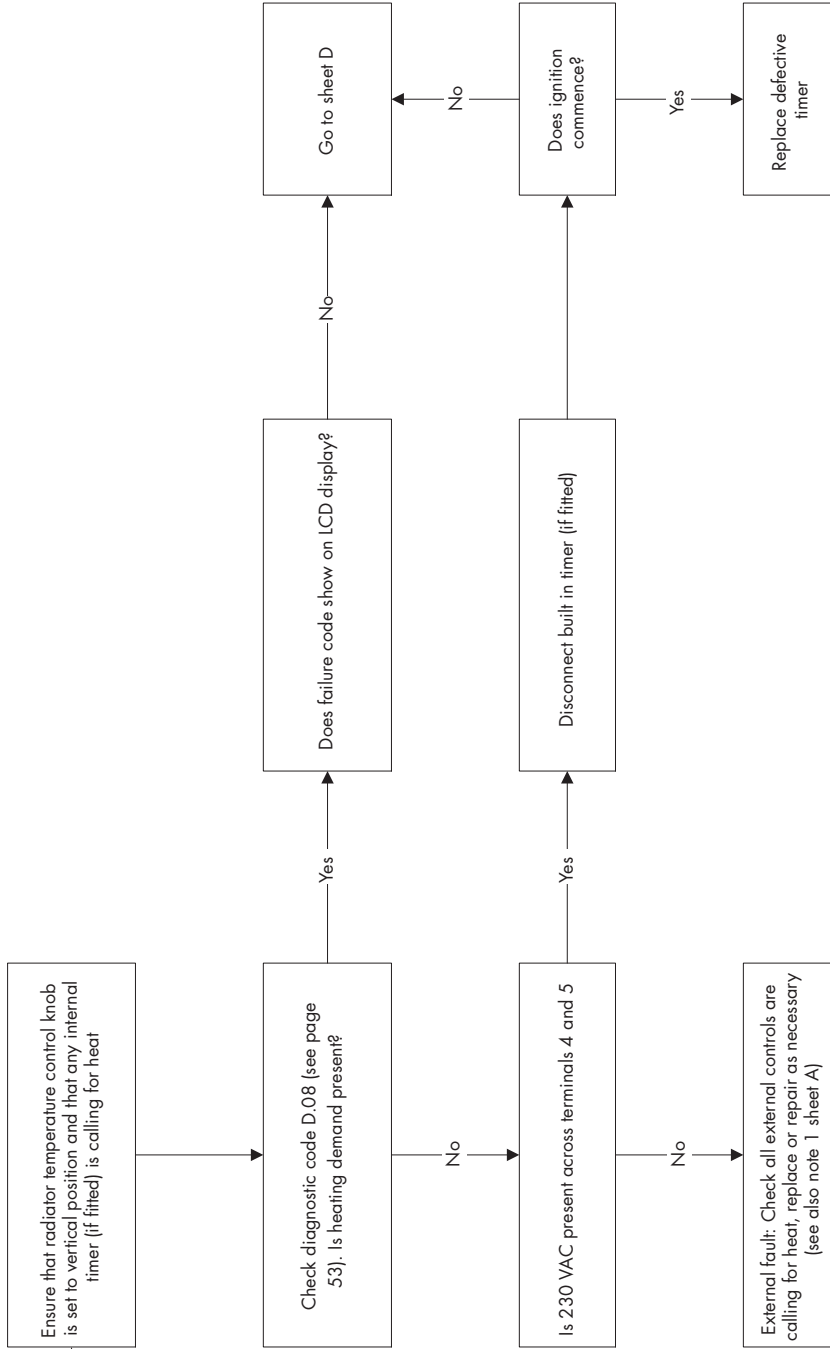 Ensure that radiator temperature control knob
is set to vertical position and that any internal
timer (if fitted) is calling for heat
Check diagnostic code D.08 (see page
53). Is heating demand present?
Yes
Does failure code show on LCD display?
No
Go to sheet D
No
Is 230 VAC present across terminals 4 and 5
Yes
Disconnect built in timer (if fitted)
Does ignition
commence?
No
Yes
No
External fault: Check all external controls are
calling for heat, replace or repair as necessary
(see also note 1 sheet A)
Replace defective
timer